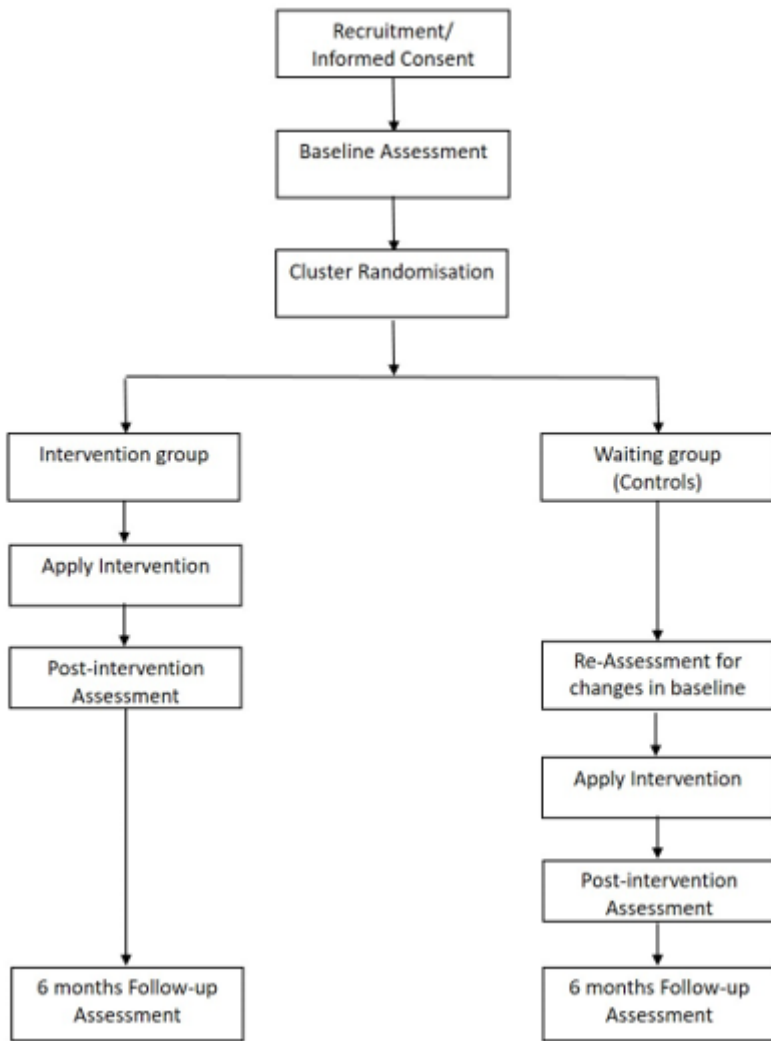 Recruitment/
Informed Consent
Baseline Assessment
Cluster Randomisation
Intervention group
Waiting group
(Controls)
Apply Intervention
Post-intervention
Assessment
Re-Assessment for
changes in baseline
Apply Intervention
Post-intervention
Assessment
6 months Follow-up
Assessment
6 months Follow-up
Assessment